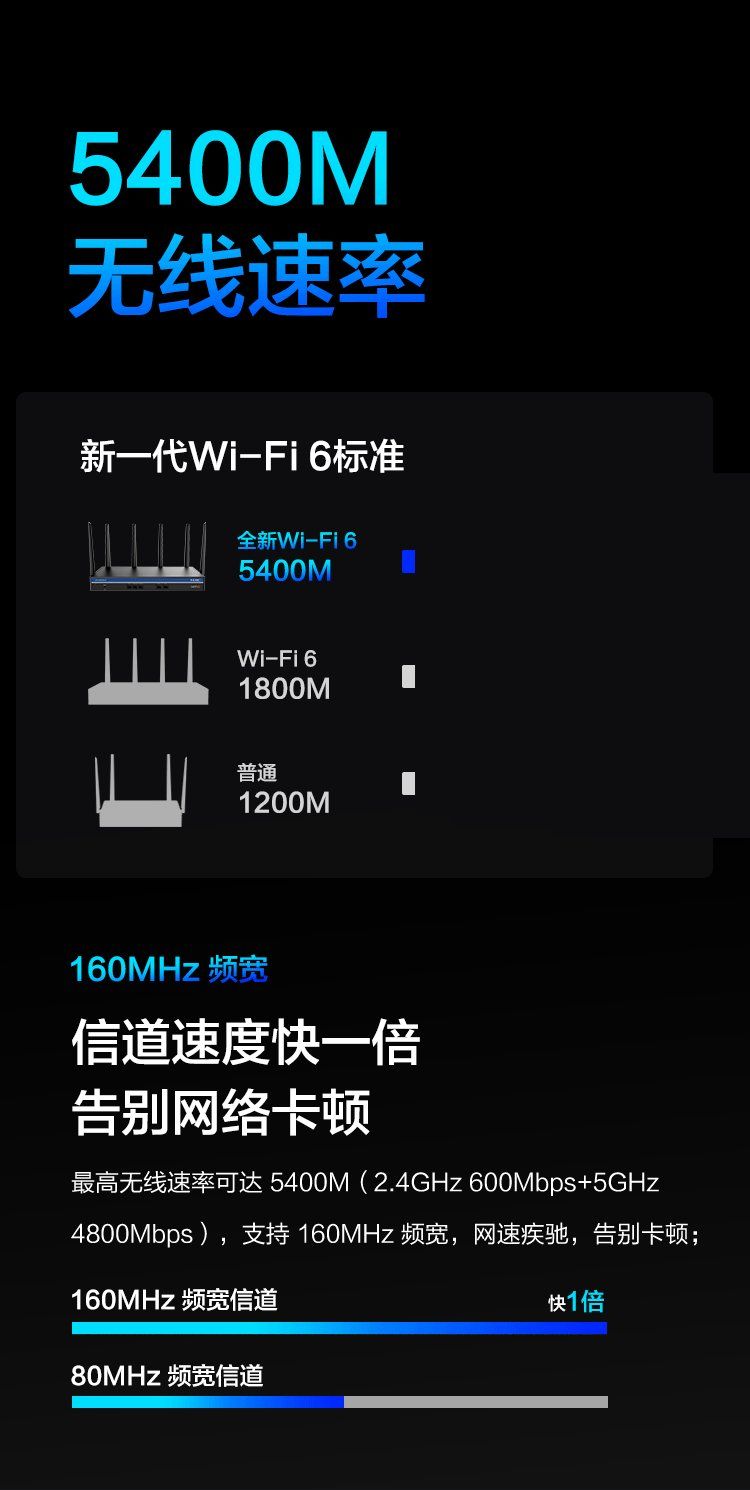 5400M
无线速率
新一代Wi-Fi 6标准
全新Wi-Fi 6
5400M
Wi-Fi 6
1800M
普通
1200M
160MHz 频宽
信道速度快一倍
告别网络卡顿
最高无线速率可达 5400M（2.4GHz 600Mbps+5GHz
4800Mbps），支持 160MHz 频宽，网速疾驰，告别卡顿；
160MHz 频宽信道 快1倍
80MHz 频宽信道